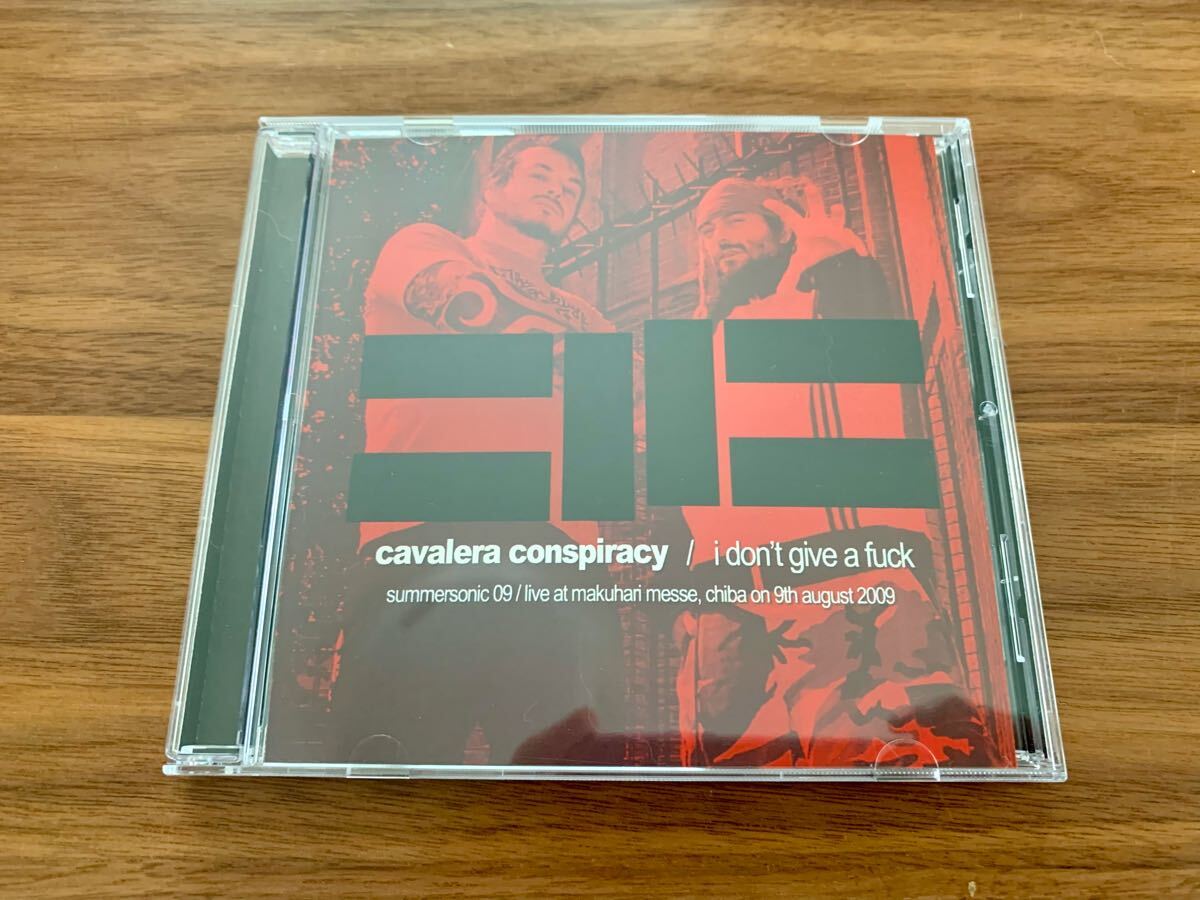 cavalera conspiracy / i don't give a fuck
summersonic 09 / live at makuhari messe, chiba on 9th august 2009